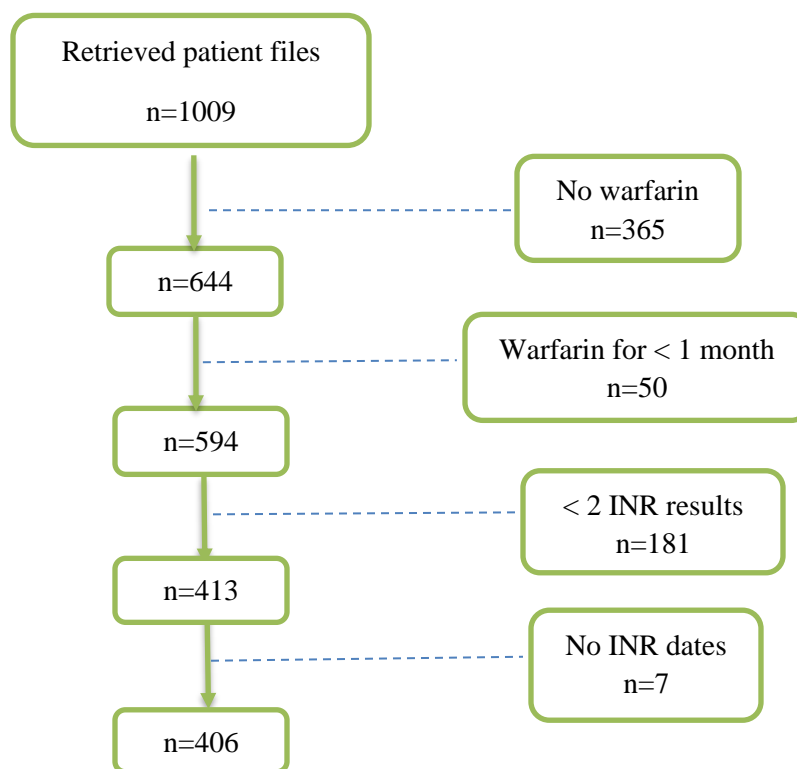 Retrieved patient files
n=1009
No warfarin
n=365
n=644
Warfarin for < 1 month
n=50
n=594
< 2 INR results
n=181
n=413
No INR dates
n=7
n=406